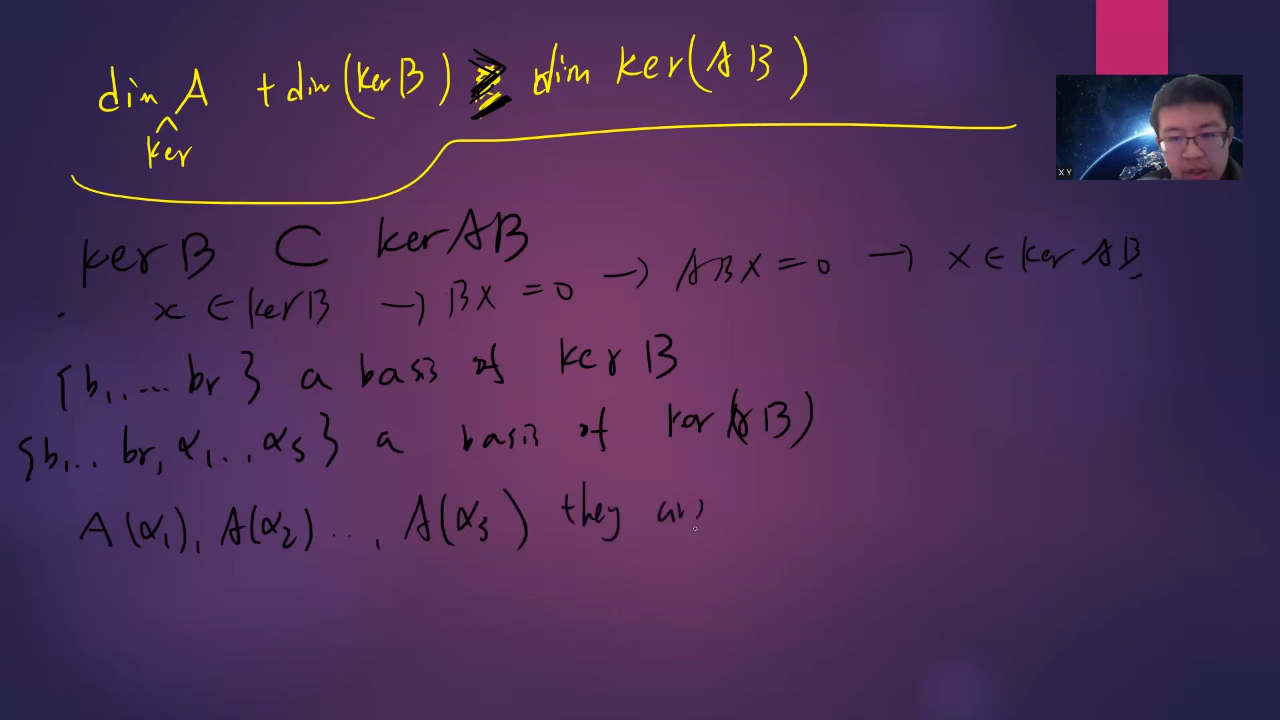 dim A + dim (ker B) ≥ dim ker(AB)
ker
ker B ⊂ ker AB
x ∈ ker B → BX = 0 → ABX = 0 → x ∈ ker AB
{b₁, ... br } a basis of ker B
{b₁ .. br, α₁ .., αs } a basis of ker (AB)
A (α₁), A(α₂) ..., A(αs) they are
X Y